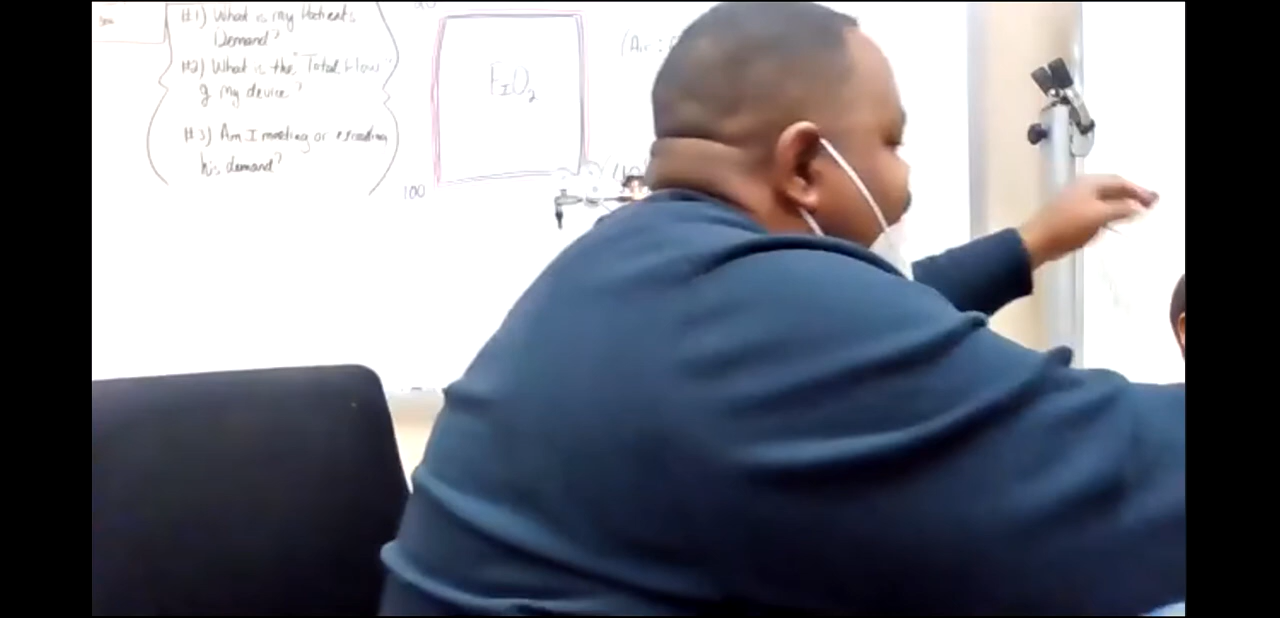 #1) What is my Patient's
Demand?
#2) What is the "Total Flow"
of my device?
#3) Am I meeting or exceeding
his demand?
FIO2
(Air :
100